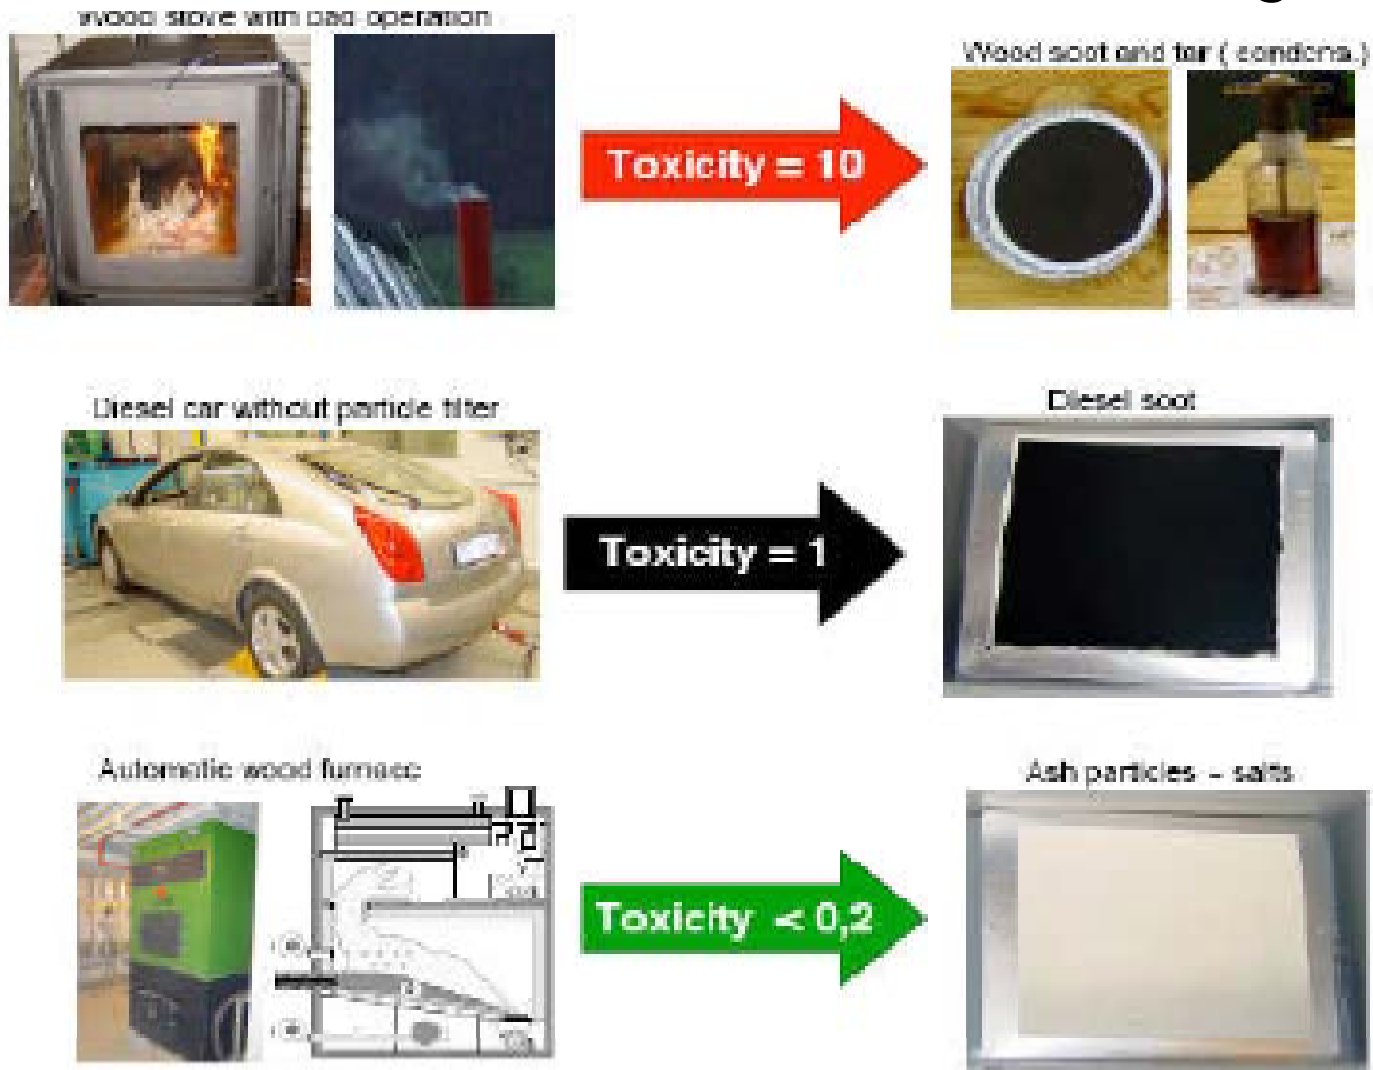 Wood stove with bad operation
Wood soot and tar ( condens.)
Toxicity = 10
Diesel car without particle filter
Diesel soot
Toxicity = 1
Automatic wood furnace
Ash particles – salts
Toxicity < 0,2